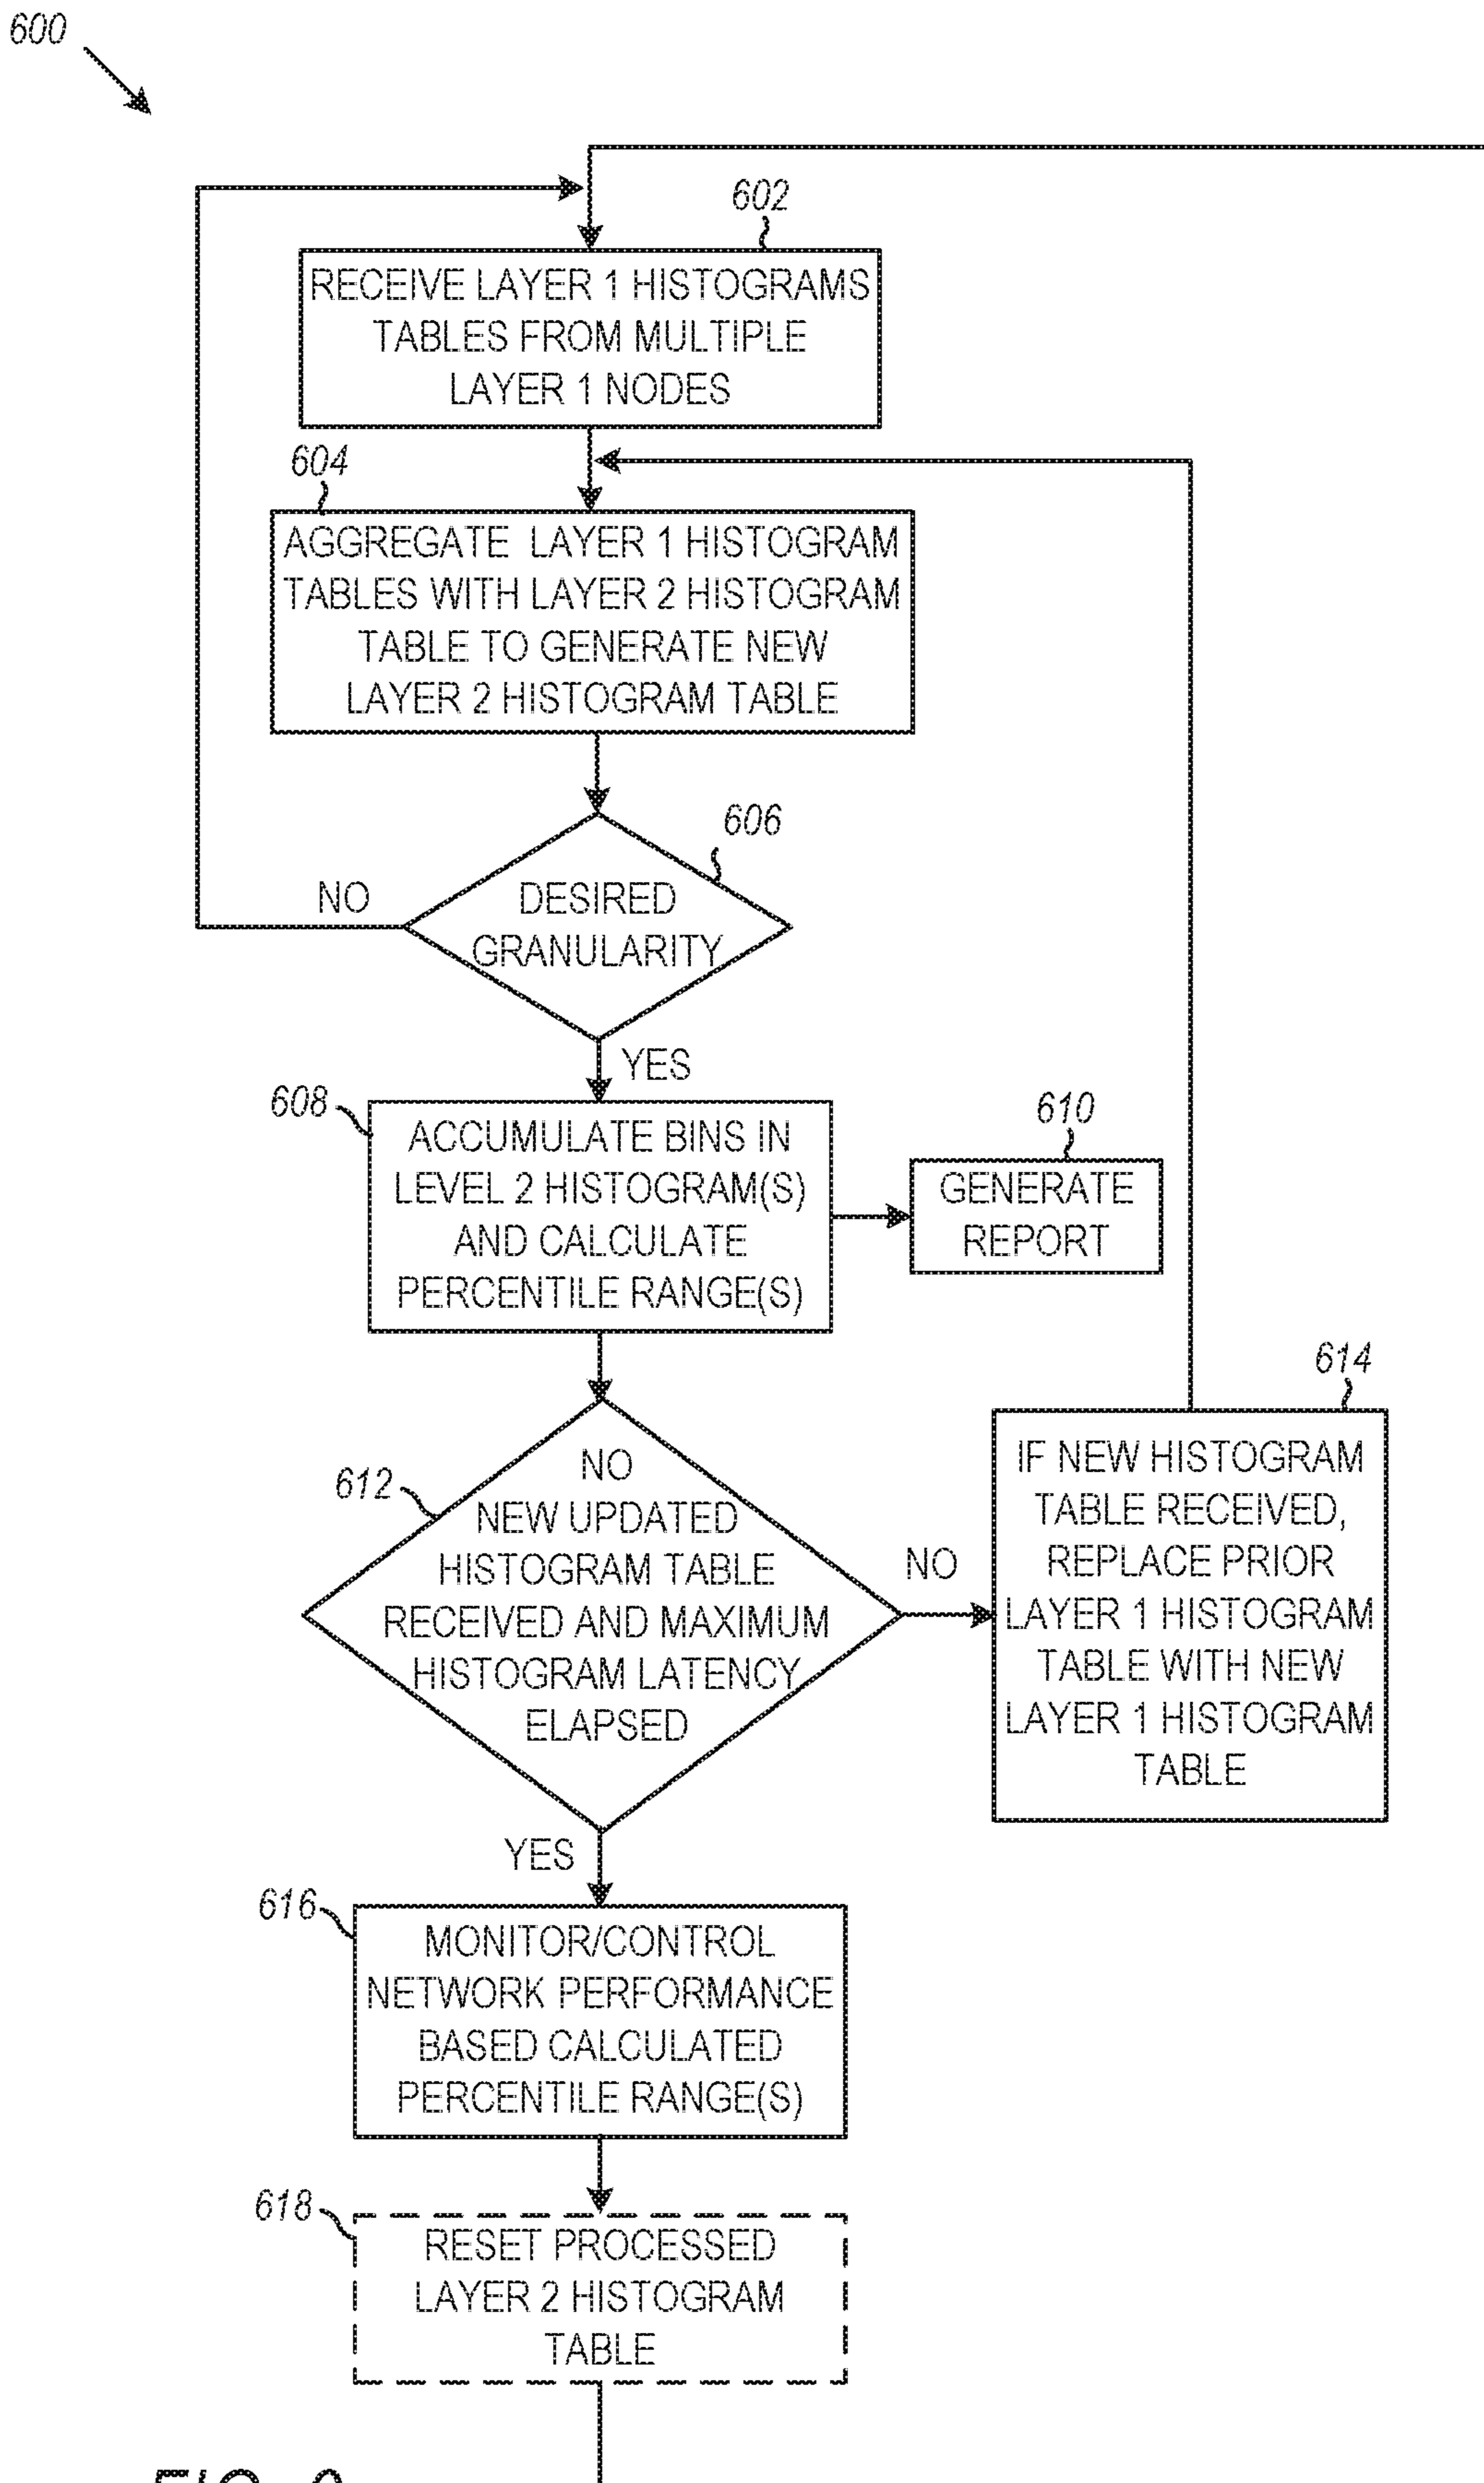 600
602
RECEIVE LAYER 1 HISTOGRAMS
TABLES FROM MULTIPLE
LAYER 1 NODES
604
AGGREGATE LAYER 1 HISTOGRAM
TABLES WITH LAYER 2 HISTOGRAM
TABLE TO GENERATE NEW
LAYER 2 HISTOGRAM TABLE
606
NO
DESIRED
GRANULARITY
YES
608
ACCUMULATE BINS IN
LEVEL 2 HISTOGRAM(S)
AND CALCULATE
PERCENTILE RANGE(S)
610
GENERATE
REPORT
612
NO
NEW UPDATED
HISTOGRAM TABLE
RECEIVED AND MAXIMUM
HISTOGRAM LATENCY
ELAPSED
NO
614
IF NEW HISTOGRAM
TABLE RECEIVED,
REPLACE PRIOR
LAYER 1 HISTOGRAM
TABLE WITH NEW
LAYER 1 HISTOGRAM
TABLE
YES
616
MONITOR/CONTROL
NETWORK PERFORMANCE
BASED CALCULATED
PERCENTILE RANGE(S)
618
RESET PROCESSED
LAYER 2 HISTOGRAM
TABLE